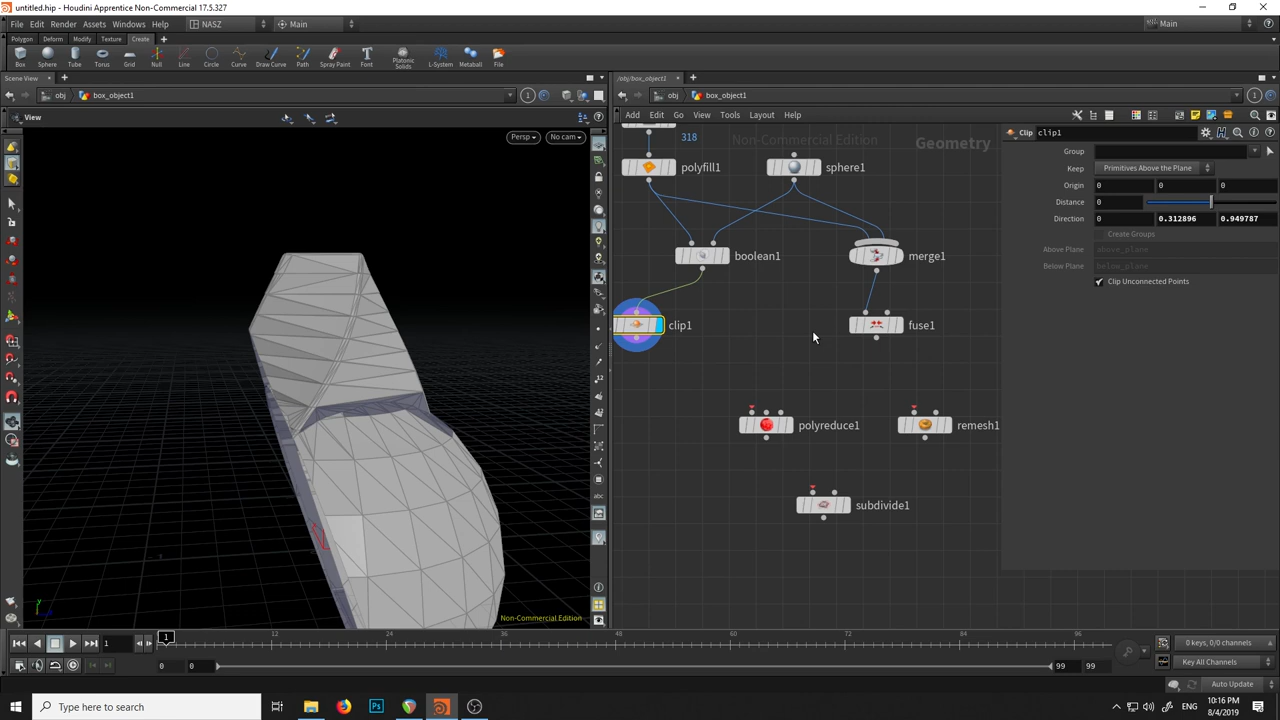 untitled.hip - Houdini Apprentice Non-Commercial 17.5.327
File Edit Render Assets Windows Help NASZ Main Main
Polygon Deform Modify Texture Create
Box Sphere Tube Torus Grid Null Line Circle Curve Draw Curve Path Spray Paint Font Platonic Solids L-System Metaball File
Scene View /obj/box_object1
obj box_object1 1 obj box_object1 1
View Add Edit Go View Tools Layout Help
Persp No cam
318
Non-Commercial Edition Geometry
polyfill1 sphere1
boolean1 merge1
clip1 fuse1
polyreduce1 remesh1
subdivide1
Clip clip1
Group
Keep Primitives Above the Plane
Origin 0 0 0
Distance 0
Direction 0 0.312896 0.949787
Create Groups
Above Plane above_plane
Below Plane below_plane
Clip Unconnected Points
abc
Non-Commercial Edition
1 1 12 24 36 48 60 72 84 96
0 keys, 0/0 channels
0 0 99 99 Key All Channels
Auto Update
Type here to search
10:16 PM
8/4/2019